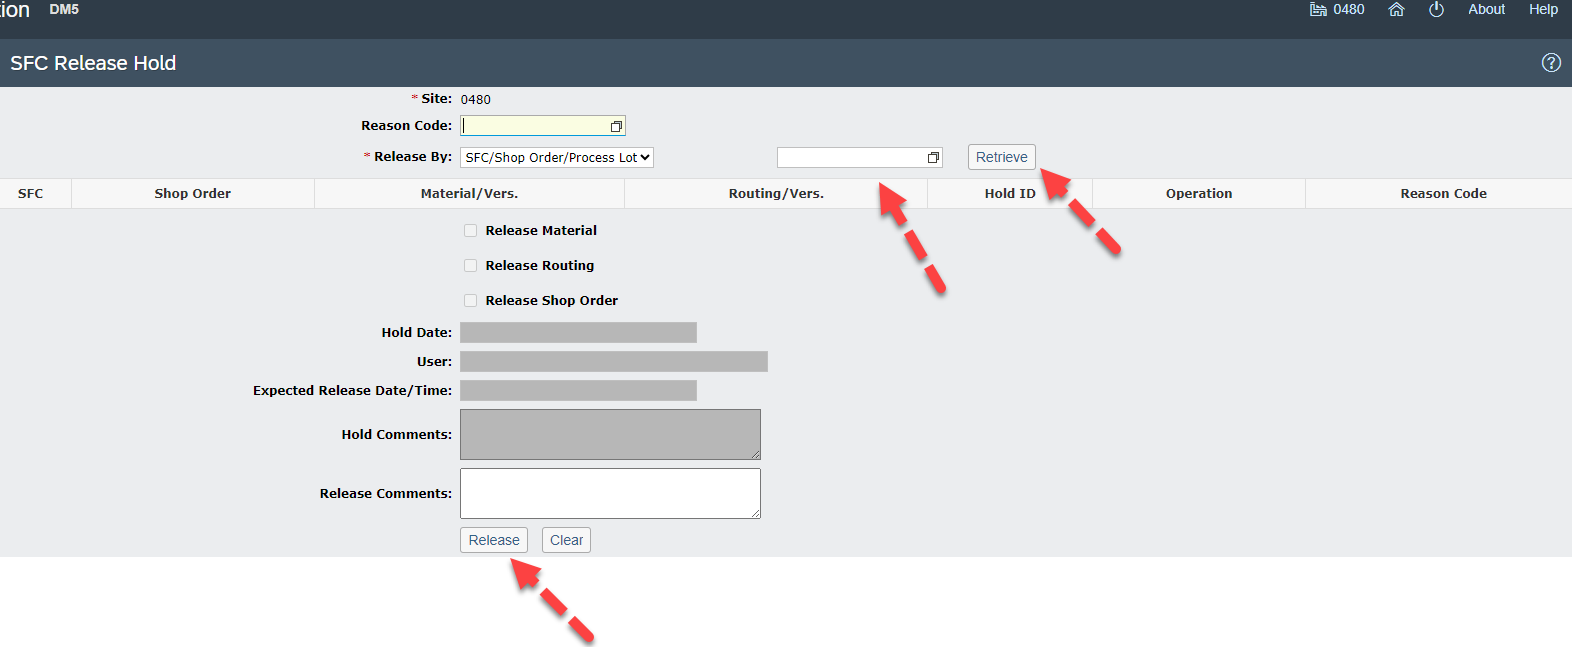 ion DM5 0480 About Help
SFC Release Hold
* Site: 0480
Reason Code:
* Release By: SFC/Shop Order/Process Lot Retrieve
SFC Shop Order Material/Vers. Routing/Vers. Hold ID Operation Reason Code
Release Material
Release Routing
Release Shop Order
Hold Date:
User:
Expected Release Date/Time:
Hold Comments:
Release Comments:
Release Clear